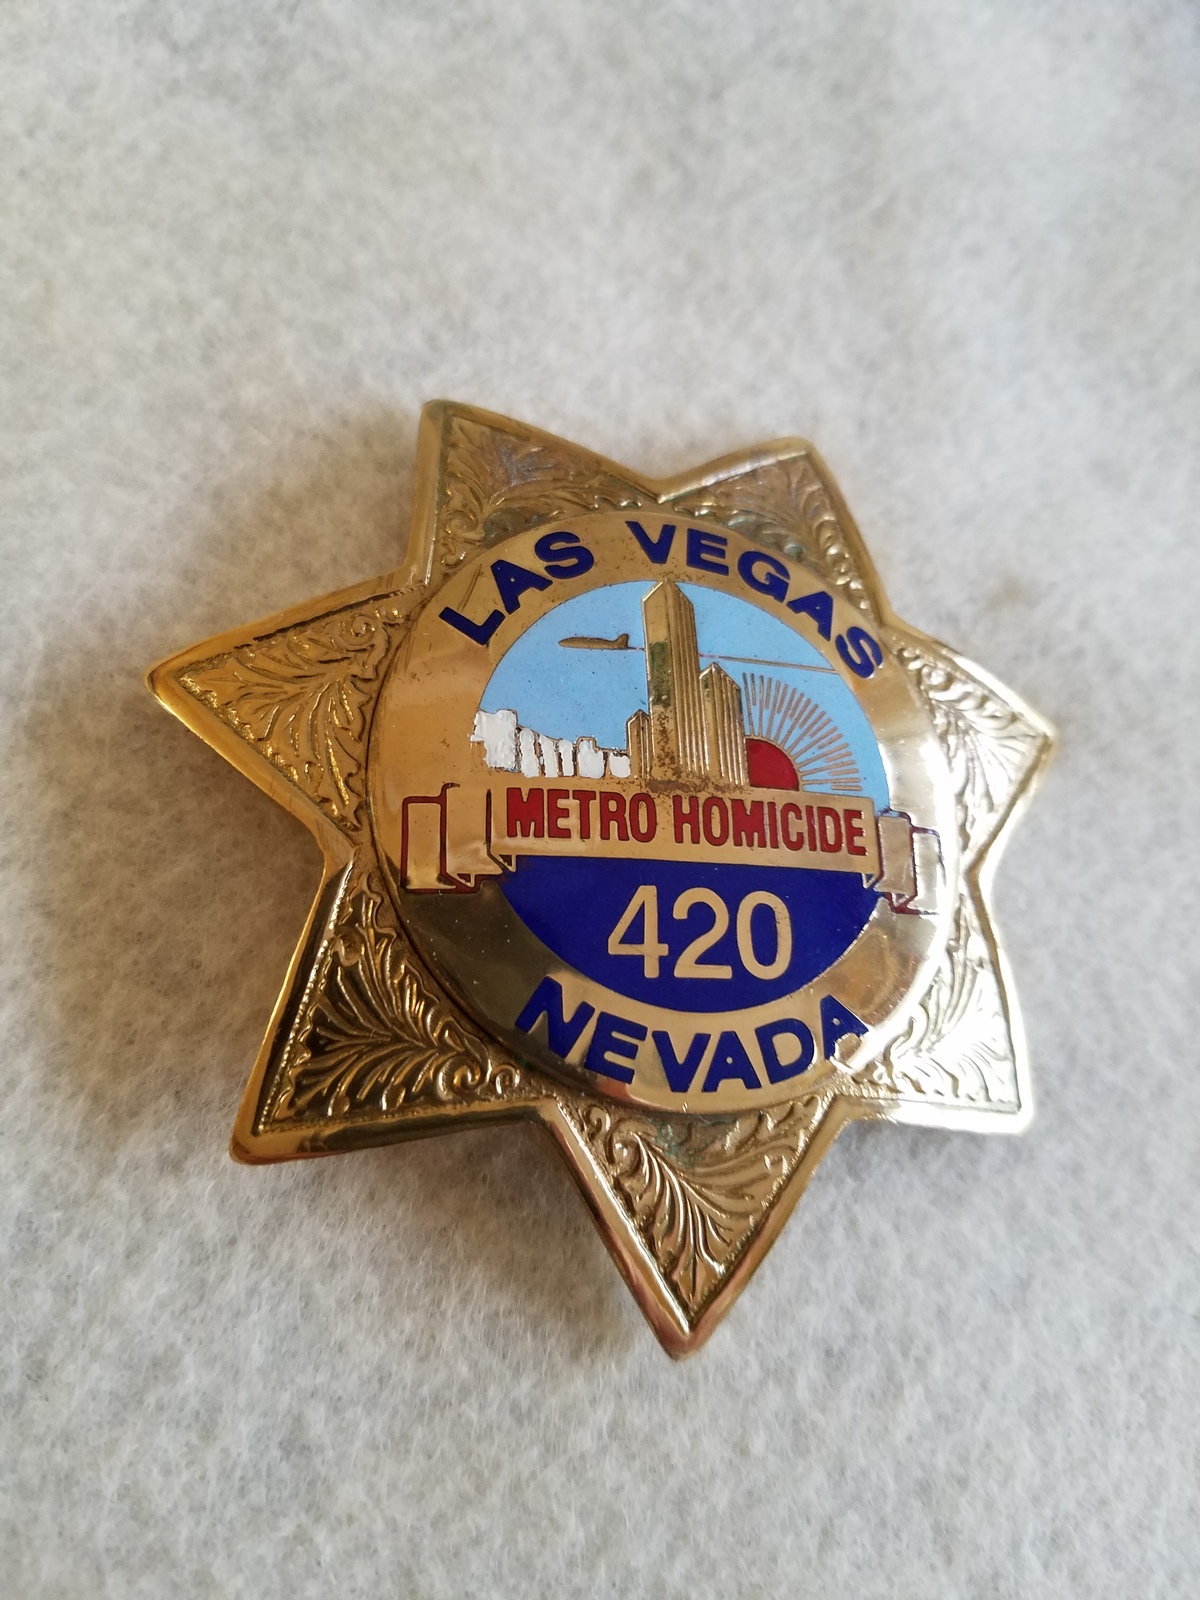 LAS VEGAS
METRO HOMICIDE
420
NEVADA